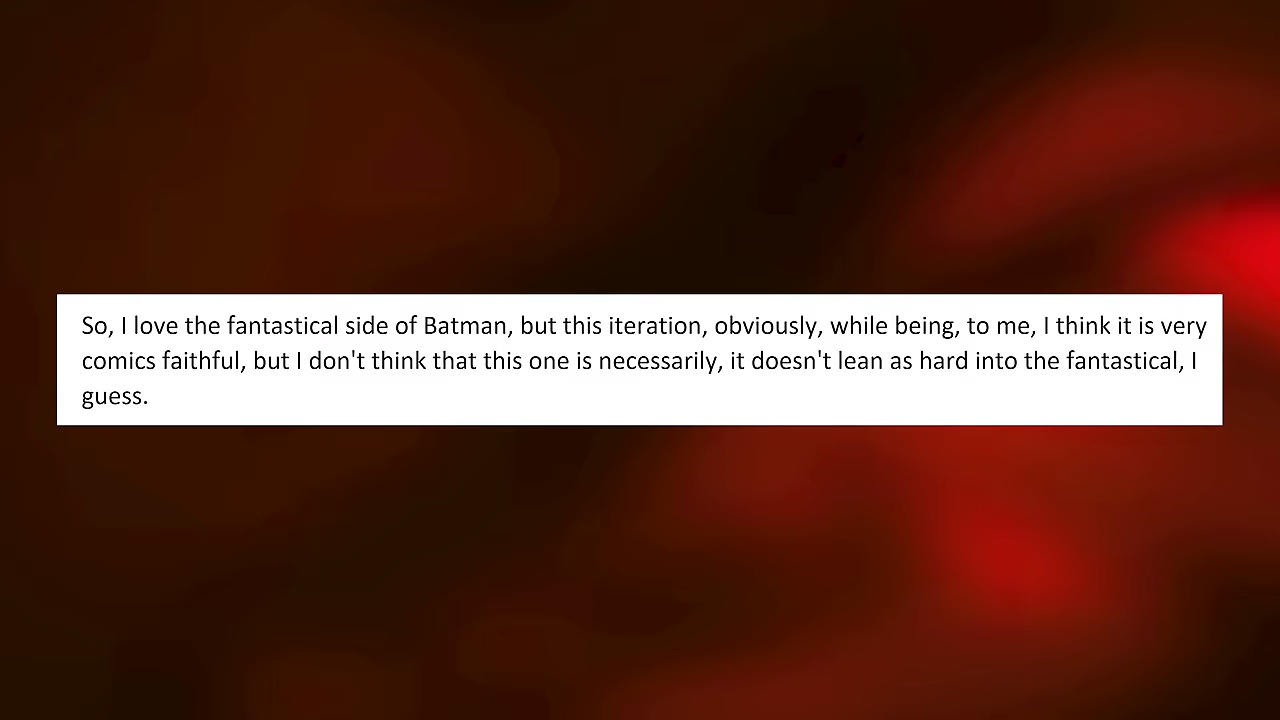 So, I love the fantastical side of Batman, but this iteration, obviously, while being, to me, I think it is very
comics faithful, but I don't think that this one is necessarily, it doesn't lean as hard into the fantastical, I
guess.